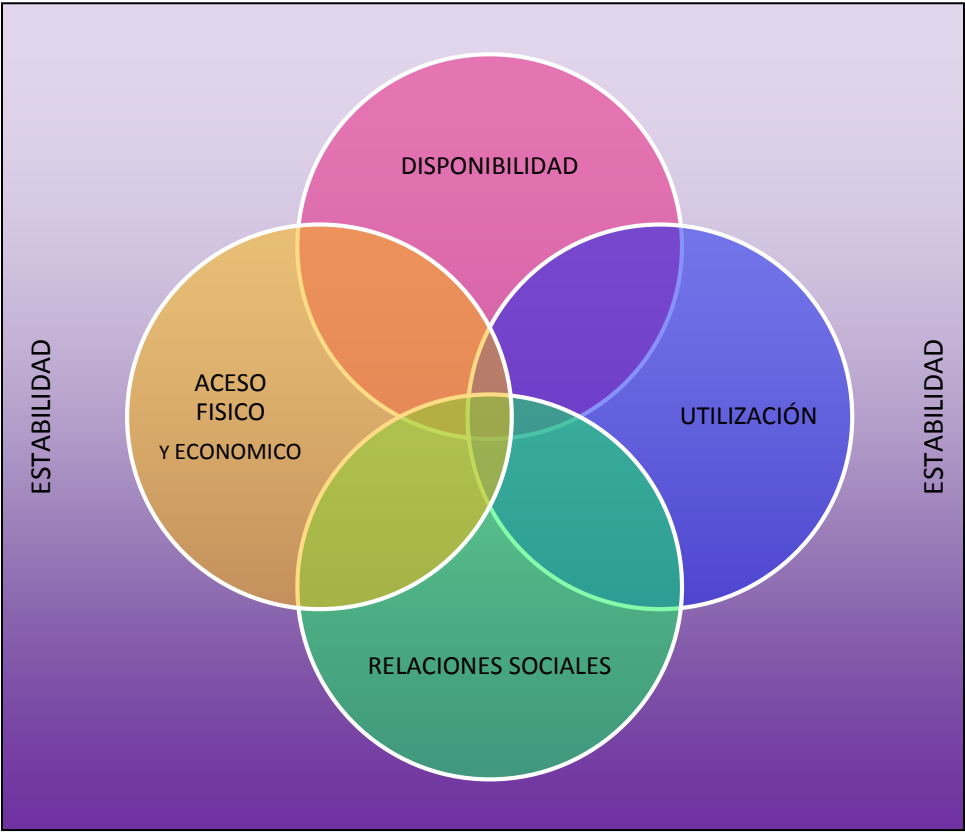 DISPONIBILIDAD
ESTABILIDAD
ACESO
FISICO
Y ECONOMICO
UTILIZACIÓN
ESTABILIDAD
RELACIONES SOCIALES